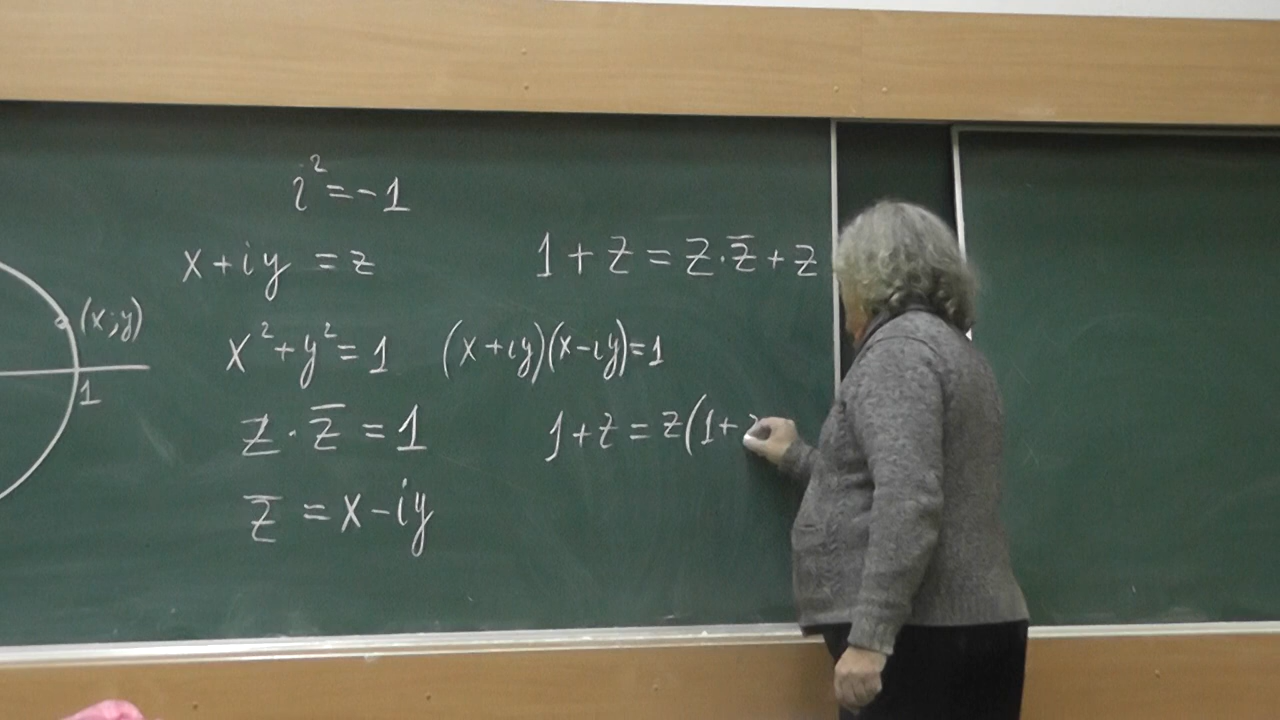 i² = -1
x + iy = z
1 + z = z · z̅ + z
(x; y)
x² + y² = 1
(x + iy)(x - iy) = 1
1
z · z̅ = 1
1 + z = z(1 +
z̅ = x - iy